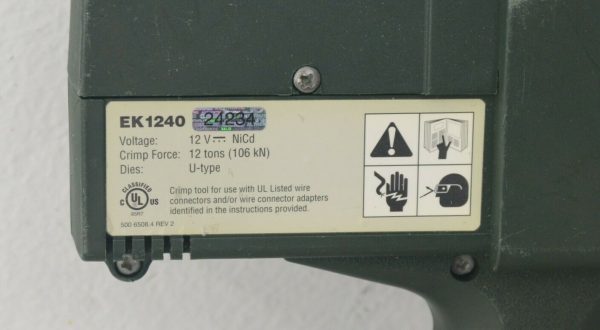 EK1240 24234
Voltage: 12 V NiCd
Crimp Force: 12 tons (106 kN)
Dies: U-type
CLASSIFIED
C UL US
Crimp tool for use with UL Listed wire
connectors and/or wire connector adapters
identified in the instructions provided.
500 6508.4 REV 2